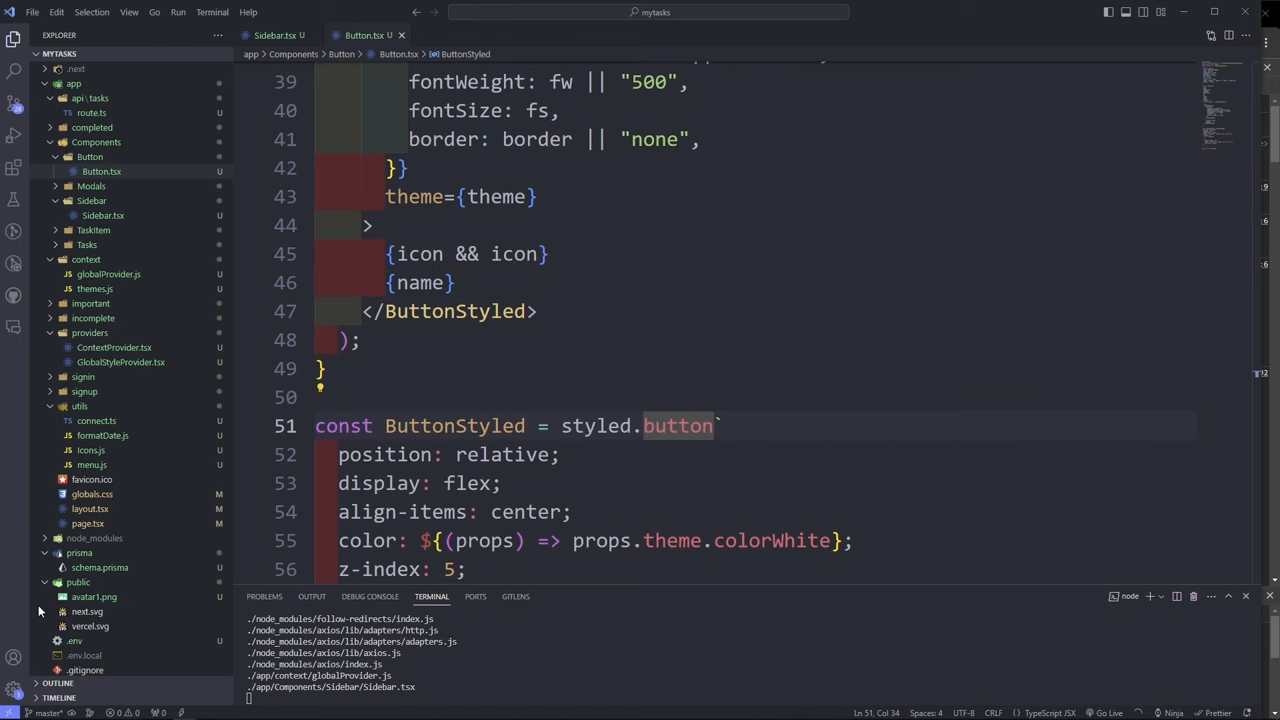 File Edit Selection View Go Run Terminal Help
mytasks
EXPLORER
MYTASKS
.next
app
api \ tasks
route.ts
completed
Components
Button
Button.tsx U
Modals
Sidebar
Sidebar.tsx U
TaskItem
Tasks
context
globalProvider.js U
themes.js U
important
incomplete
providers
ContextProvider.tsx U
GlobalStyleProvider.tsx U
signin
signup
utils
connect.ts U
formatDate.js U
Icons.js U
menu.js U
favicon.ico
globals.css M
layout.tsx M
page.tsx M
node_modules
prisma
schema.prisma U
public
avatar1.png U
next.svg
vercel.svg
.env U
.env.local
.gitignore
OUTLINE
TIMELINE
Sidebar.tsx U Button.tsx U
app > Components > Button > Button.tsx > ButtonStyled
39 fontWeight: fw || "500",
40 fontSize: fs,
41 border: border || "none",
42 }}
43 theme={theme}
44 >
45 {icon && icon}
46 {name}
47 </ButtonStyled>
48 );
49 }
50
51 const ButtonStyled = styled.button`
52 position: relative;
53 display: flex;
54 align-items: center;
55 color: ${(props) => props.theme.colorWhite};
56 z-index: 5;
PROBLEMS OUTPUT DEBUG CONSOLE TERMINAL PORTS GITLENS
node
./node_modules/follow-redirects/index.js
./node_modules/axios/lib/adapters/http.js
./node_modules/axios/lib/adapters/adapters.js
./node_modules/axios/lib/axios.js
./node_modules/axios/index.js
./app/context/globalProvider.js
./app/Components/Sidebar/Sidebar.tsx
master* 0 0 0 Ln 51, Col 34 Spaces: 4 UTF-8 CRLF TypeScript JSX Go Live Ninja Prettier